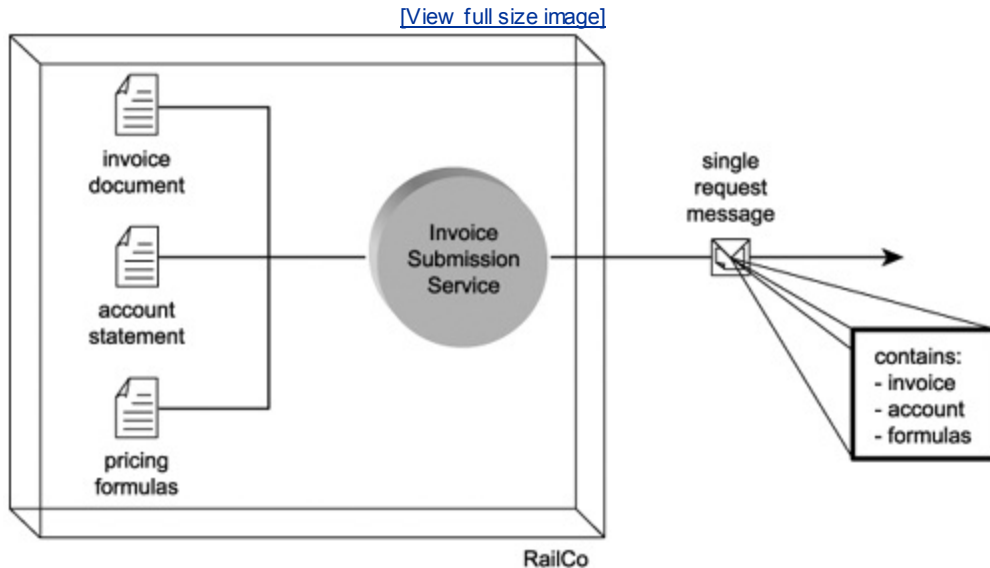 [View full size image]
invoice
document
account
statement
pricing
formulas
Invoice
Submission
Service
single
request
message
contains:
- invoice
- account
- formulas
RailCo